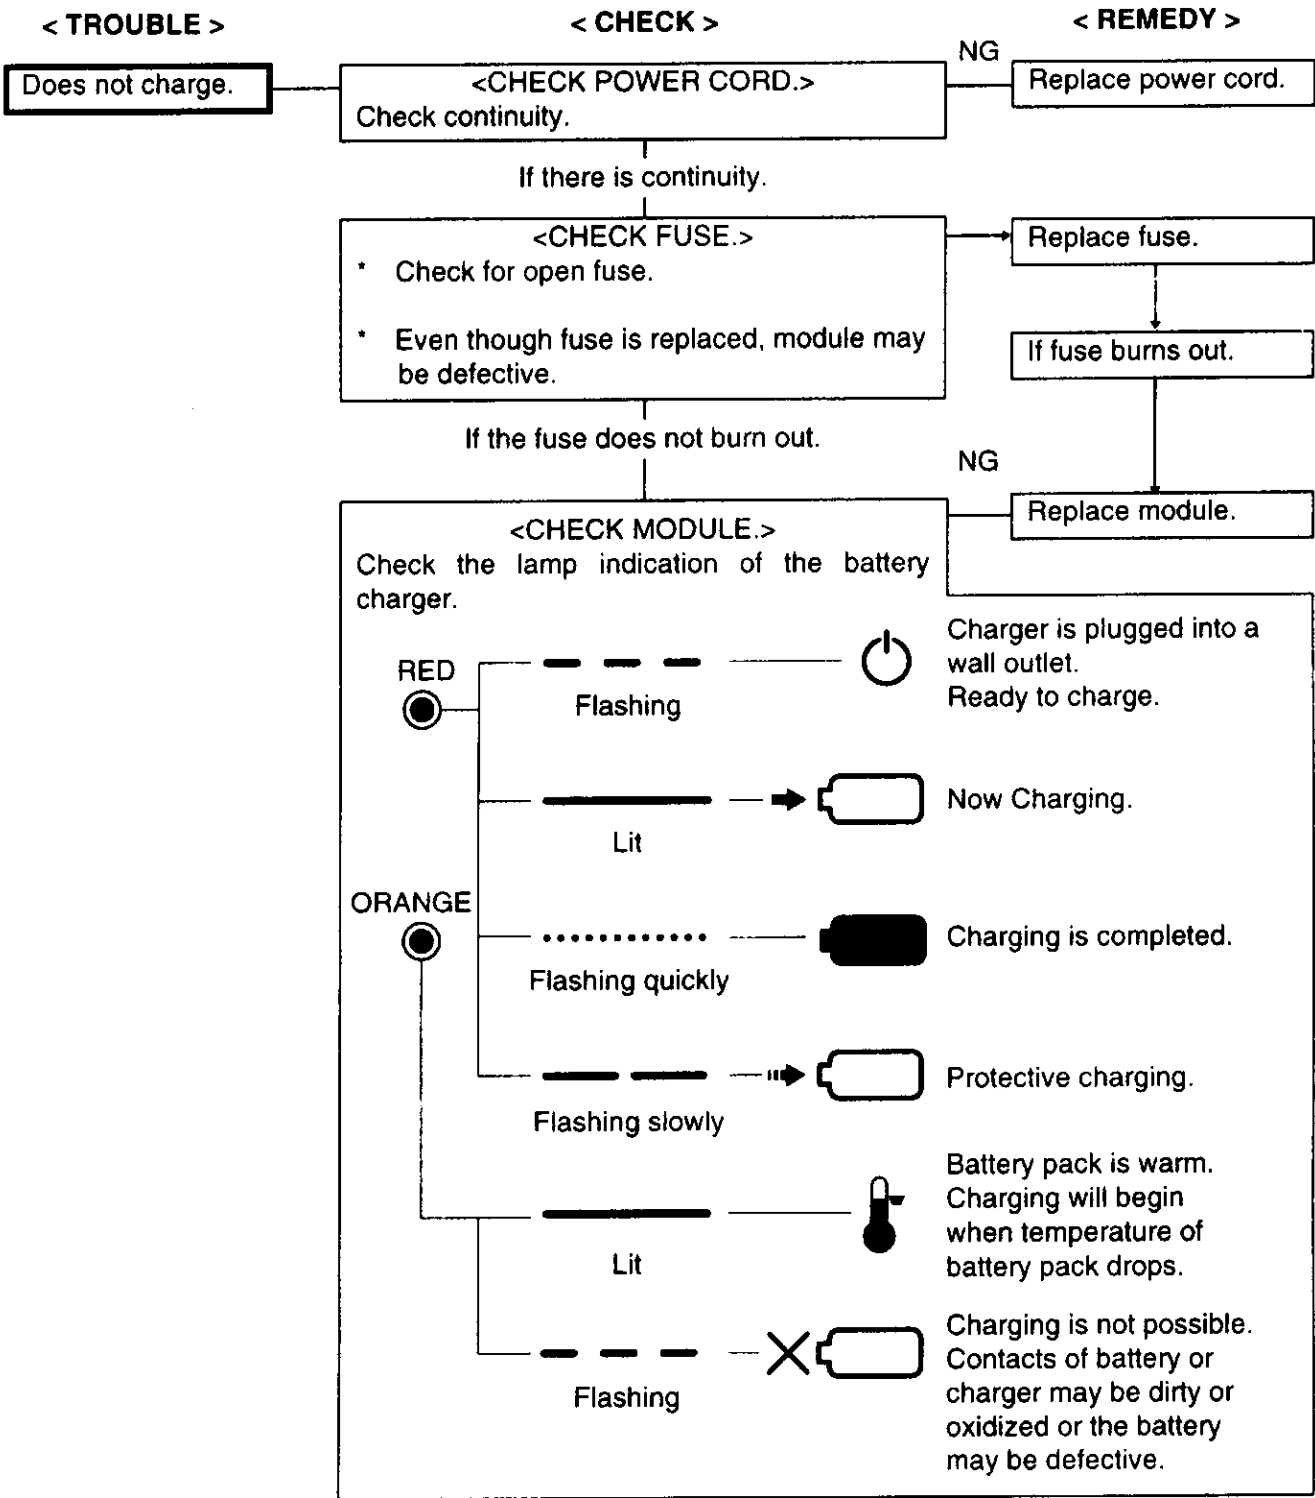 < TROUBLE >
< CHECK >
< REMEDY >
Does not charge.
<CHECK POWER CORD.>
Check continuity.
NG
Replace power cord.
If there is continuity.
<CHECK FUSE.>
* Check for open fuse.
* Even though fuse is replaced, module may
be defective.
Replace fuse.
If fuse burns out.
If the fuse does not burn out.
NG
Replace module.
<CHECK MODULE.>
Check the lamp indication of the battery
charger.
RED
Flashing
Charger is plugged into a
wall outlet.
Ready to charge.
Lit
Now Charging.
ORANGE
Flashing quickly
Charging is completed.
Flashing slowly
Protective charging.
Lit
Battery pack is warm.
Charging will begin
when temperature of
battery pack drops.
Flashing
Charging is not possible.
Contacts of battery or
charger may be dirty or
oxidized or the battery
may be defective.